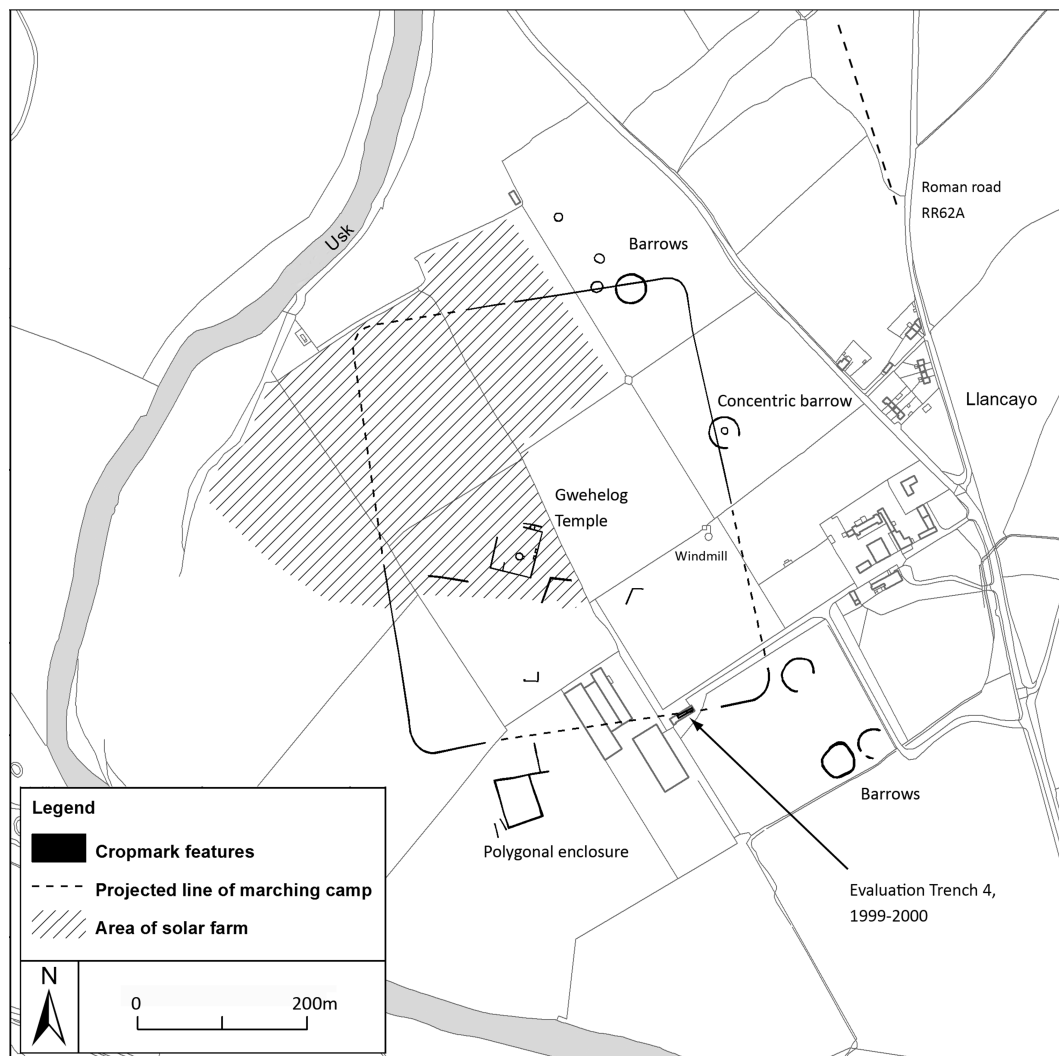 Usk
Barrows
Roman road
RR62A
Concentric barrow
Llancayo
Gwehelog
Temple
Windmill
Barrows
Polygonal enclosure
Evaluation Trench 4,
1999-2000
Legend
Cropmark features
Projected line of marching camp
Area of solar farm
N
0 200m